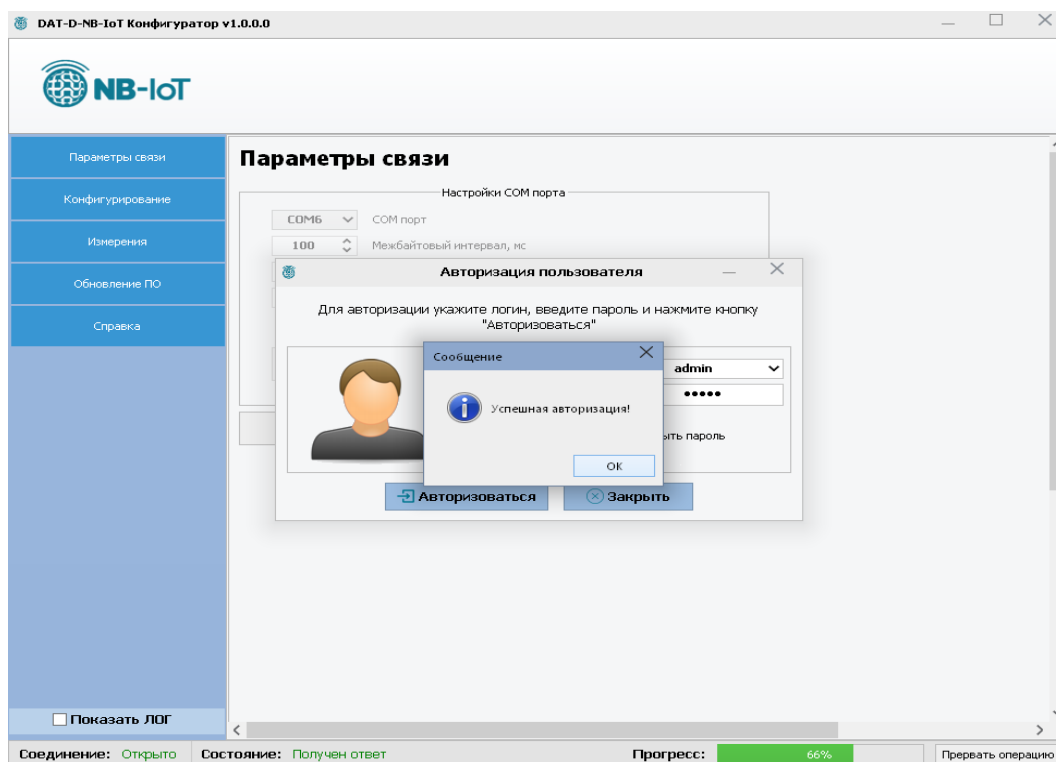 DAT-D-NB-IoT Конфигуратор v1.0.0.0
NB-IoT
Параметры связи
Конфигурирование
Измерения
Обновление ПО
Справка
Параметры связи
Настройки COM порта
COM6 COM порт
100 Межбайтовый интервал, мс
Авторизация пользователя
Для авторизации укажите логин, введите пароль и нажмите кнопку
"Авторизоваться"
Сообщение
admin
•••••
Успешная авторизация!
пароль
OK
Авторизоваться Закрыть
Показать ЛОГ
Соединение: Открыто Состояние: Получен ответ Прогресс: 66% Прервать операцию